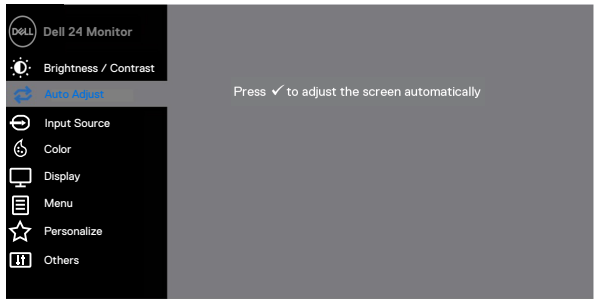 DELL Dell 24 Monitor
Brightness / Contrast
Auto Adjust
Press ✓ to adjust the screen automatically
Input Source
Color
Display
Menu
Personalize
Others